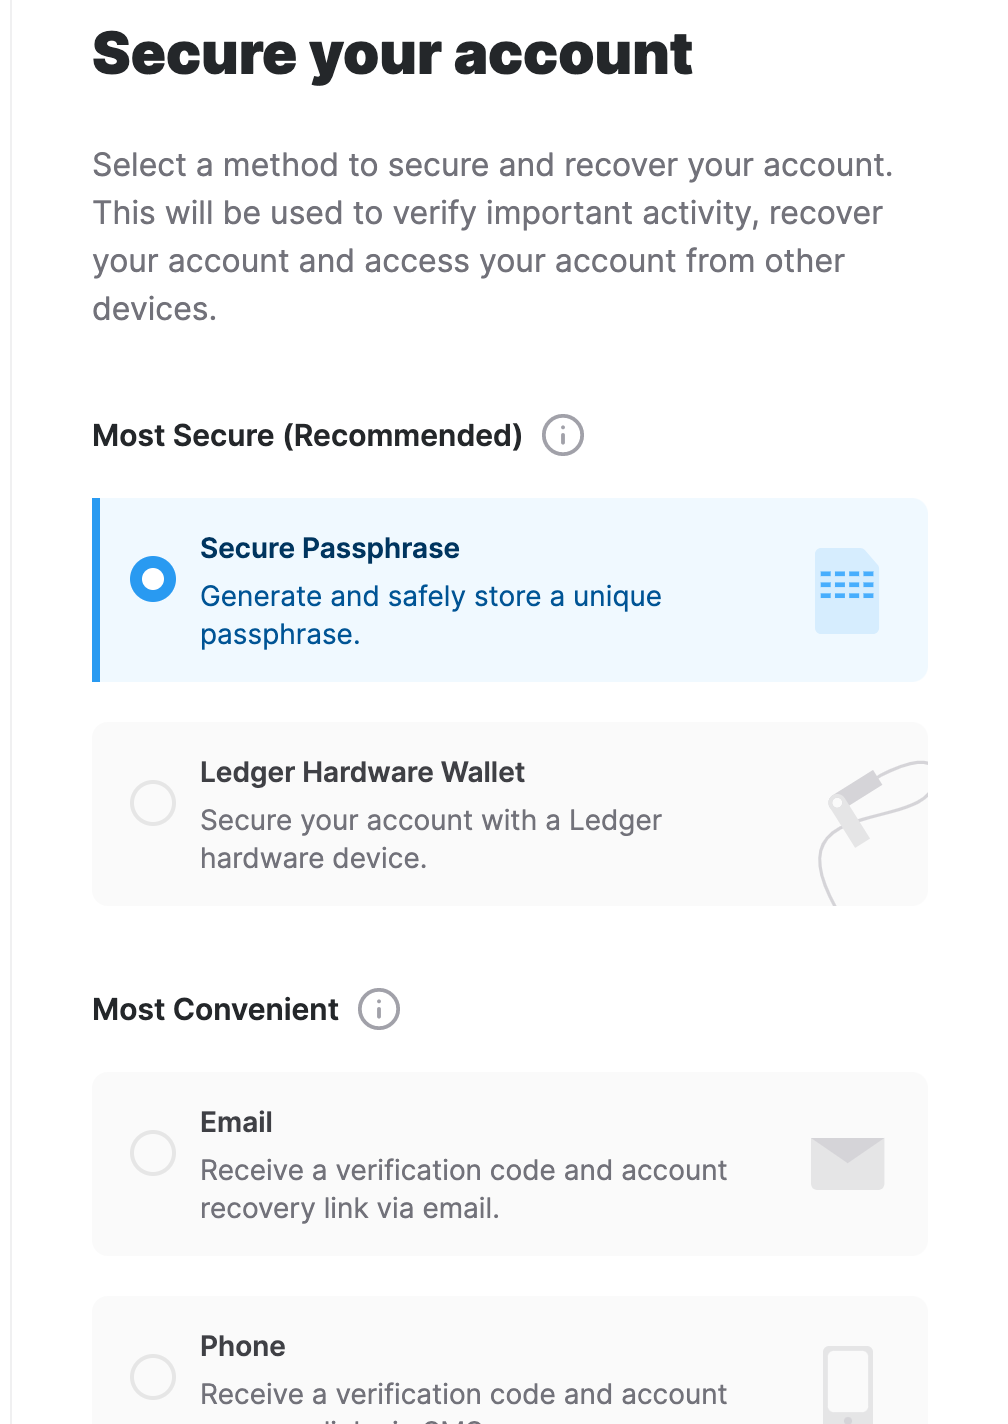 Secure your account
Select a method to secure and recover your account.
This will be used to verify important activity, recover
your account and access your account from other
devices.
Most Secure (Recommended)
Secure Passphrase
Generate and safely store a unique
passphrase.
Ledger Hardware Wallet
Secure your account with a Ledger
hardware device.
Most Convenient
Email
Receive a verification code and account
recovery link via email.
Phone
Receive a verification code and account